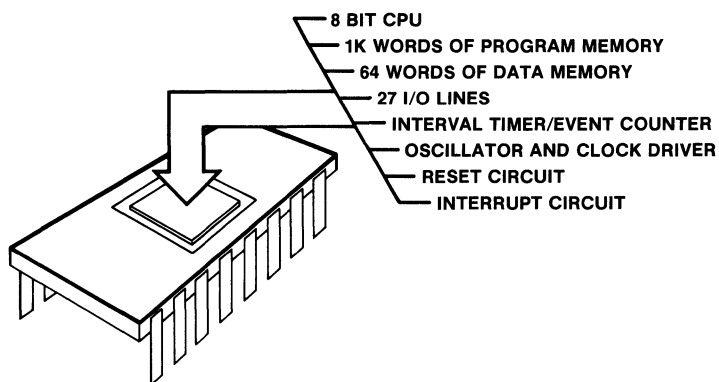 8 BIT CPU
1K WORDS OF PROGRAM MEMORY
64 WORDS OF DATA MEMORY
27 I/O LINES
INTERVAL TIMER/EVENT COUNTER
OSCILLATOR AND CLOCK DRIVER
RESET CIRCUIT
INTERRUPT CIRCUIT